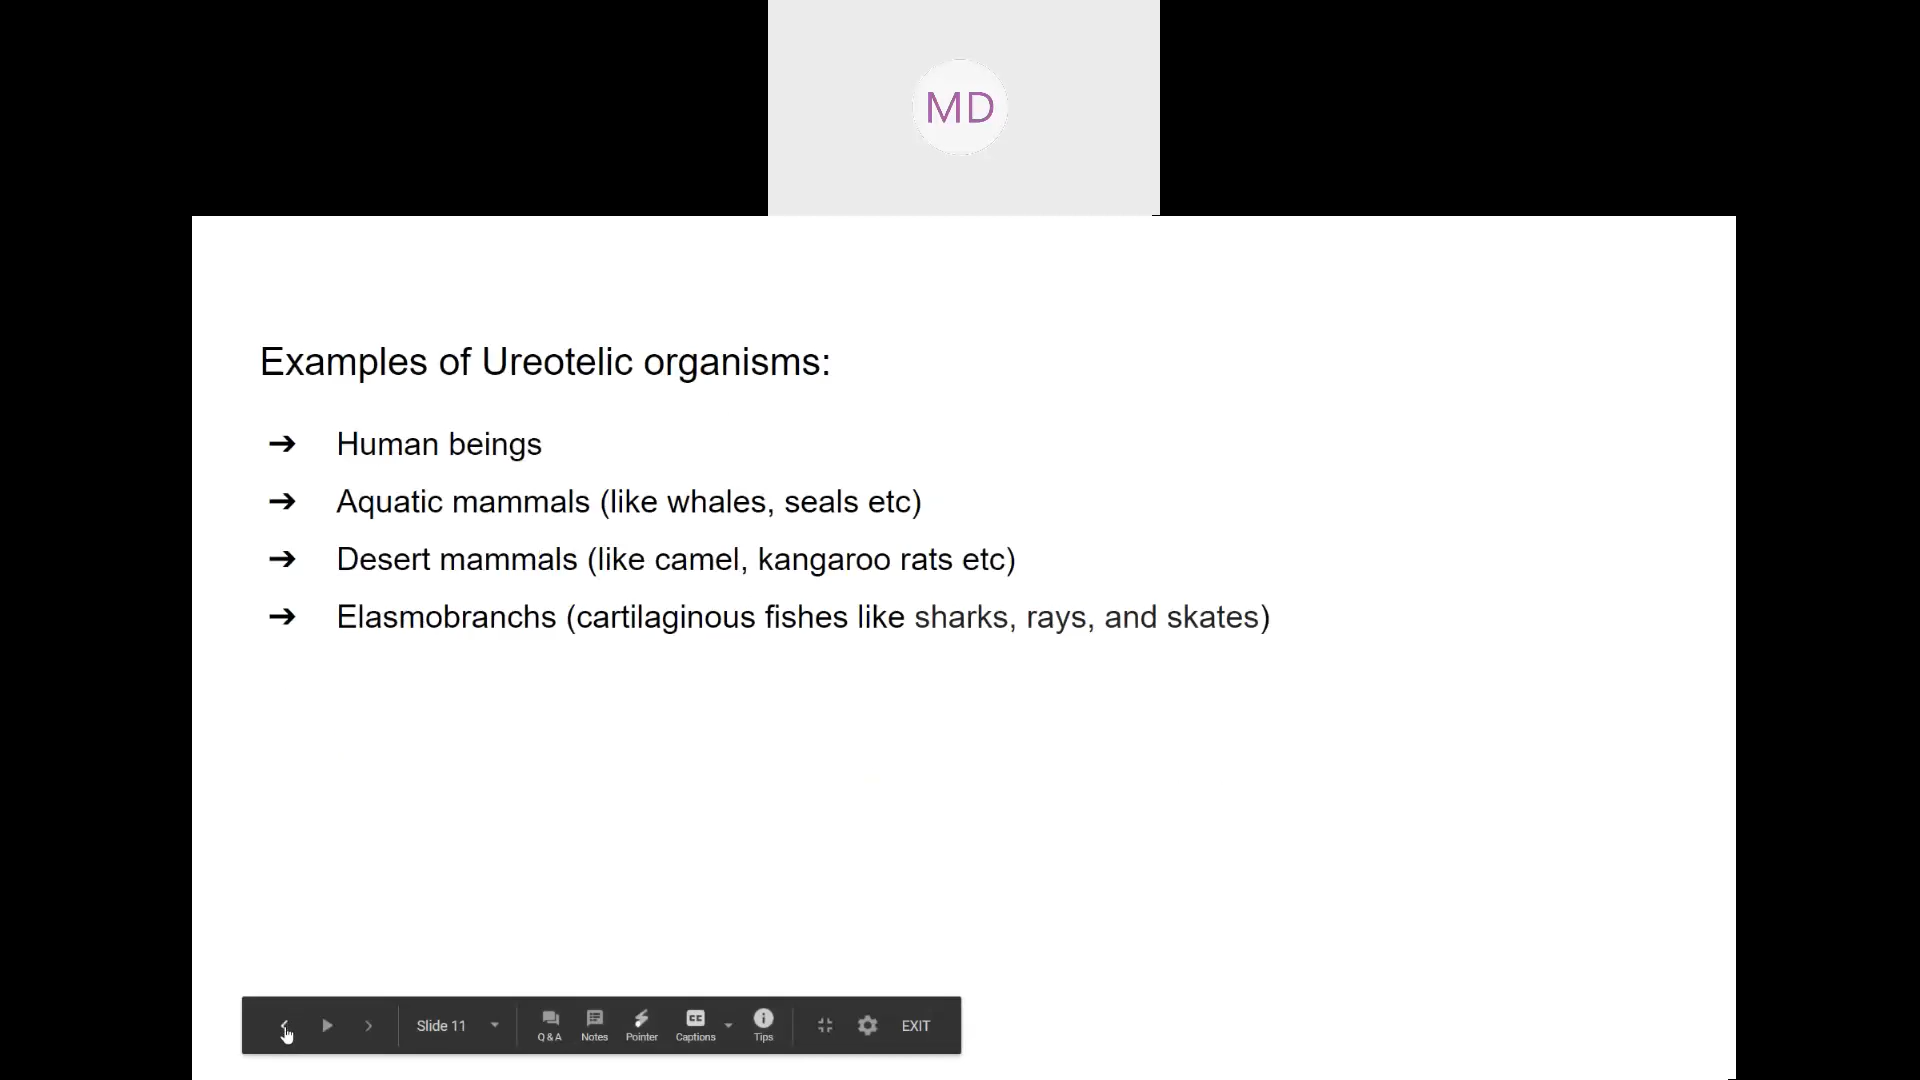 MD
Examples of Ureotelic organisms:
➔ Human beings
➔ Aquatic mammals (like whales, seals etc)
➔ Desert mammals (like camel, kangaroo rats etc)
➔ Elasmobranchs (cartilaginous fishes like sharks, rays, and skates)
Slide 11 Q & A Notes Pointer Captions Tips EXIT